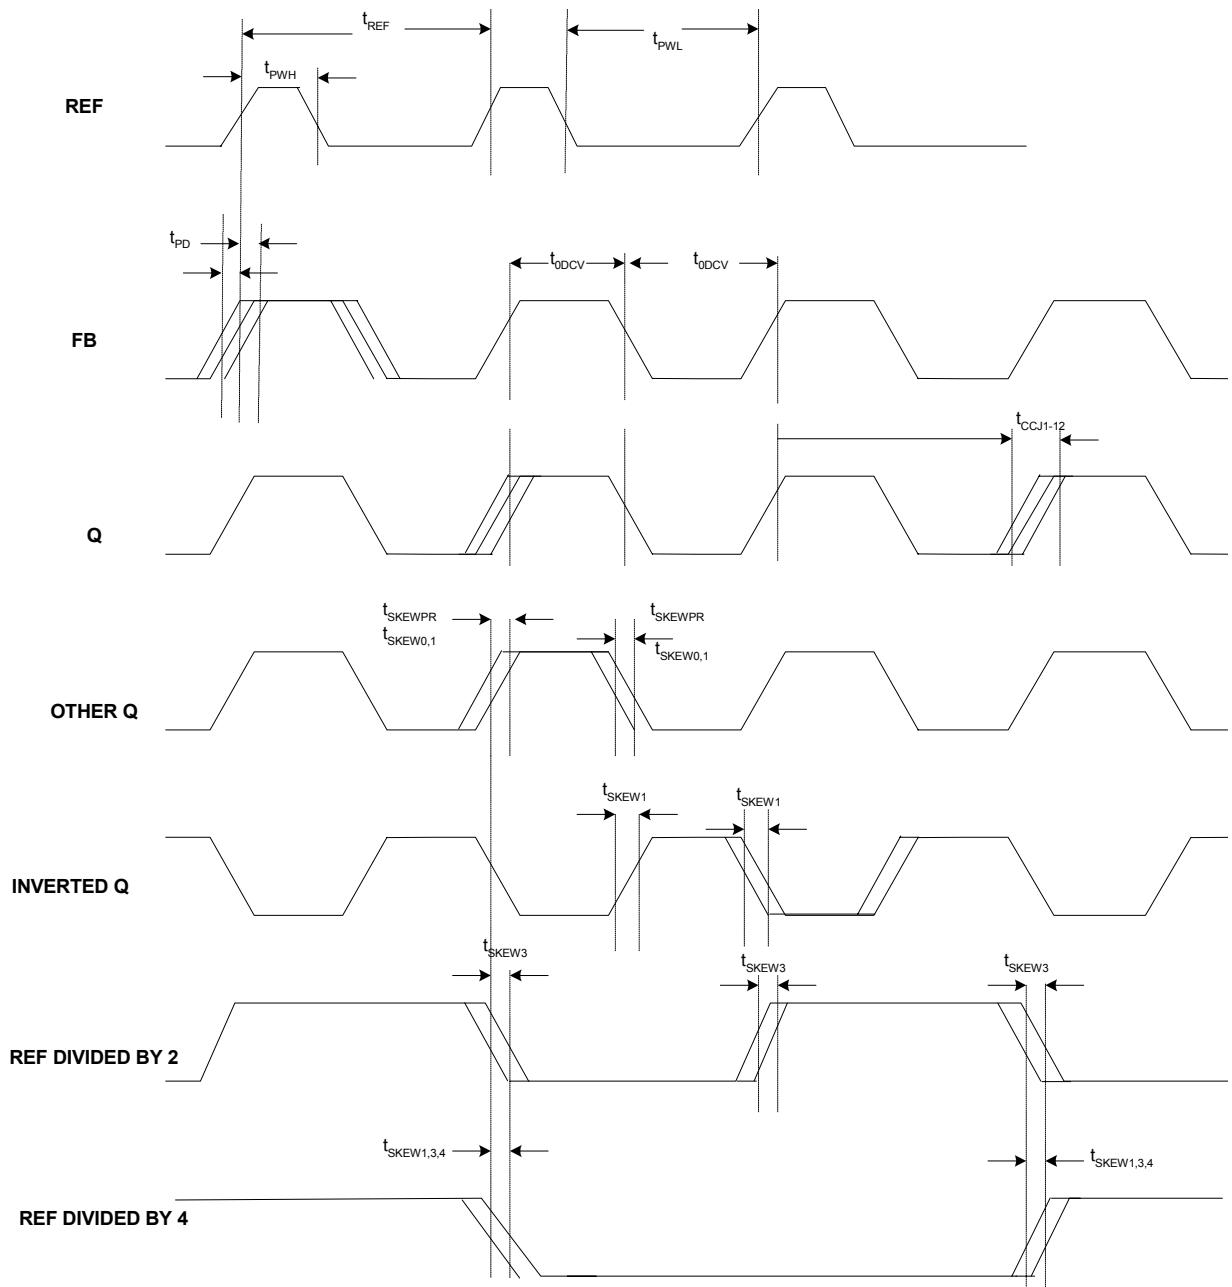 tREF
tPWL
tPWH
REF
tPD
t0DCV t0DCV
FB
tCCJ1-12
Q
tSKEWPR
tSKEW0,1
tSKEWPR
tSKEW0,1
OTHER Q
tSKEW1
tSKEW1
INVERTED Q
tSKEW3
tSKEW3
tSKEW3
REF DIVIDED BY 2
tSKEW1,3,4
tSKEW1,3,4
REF DIVIDED BY 4